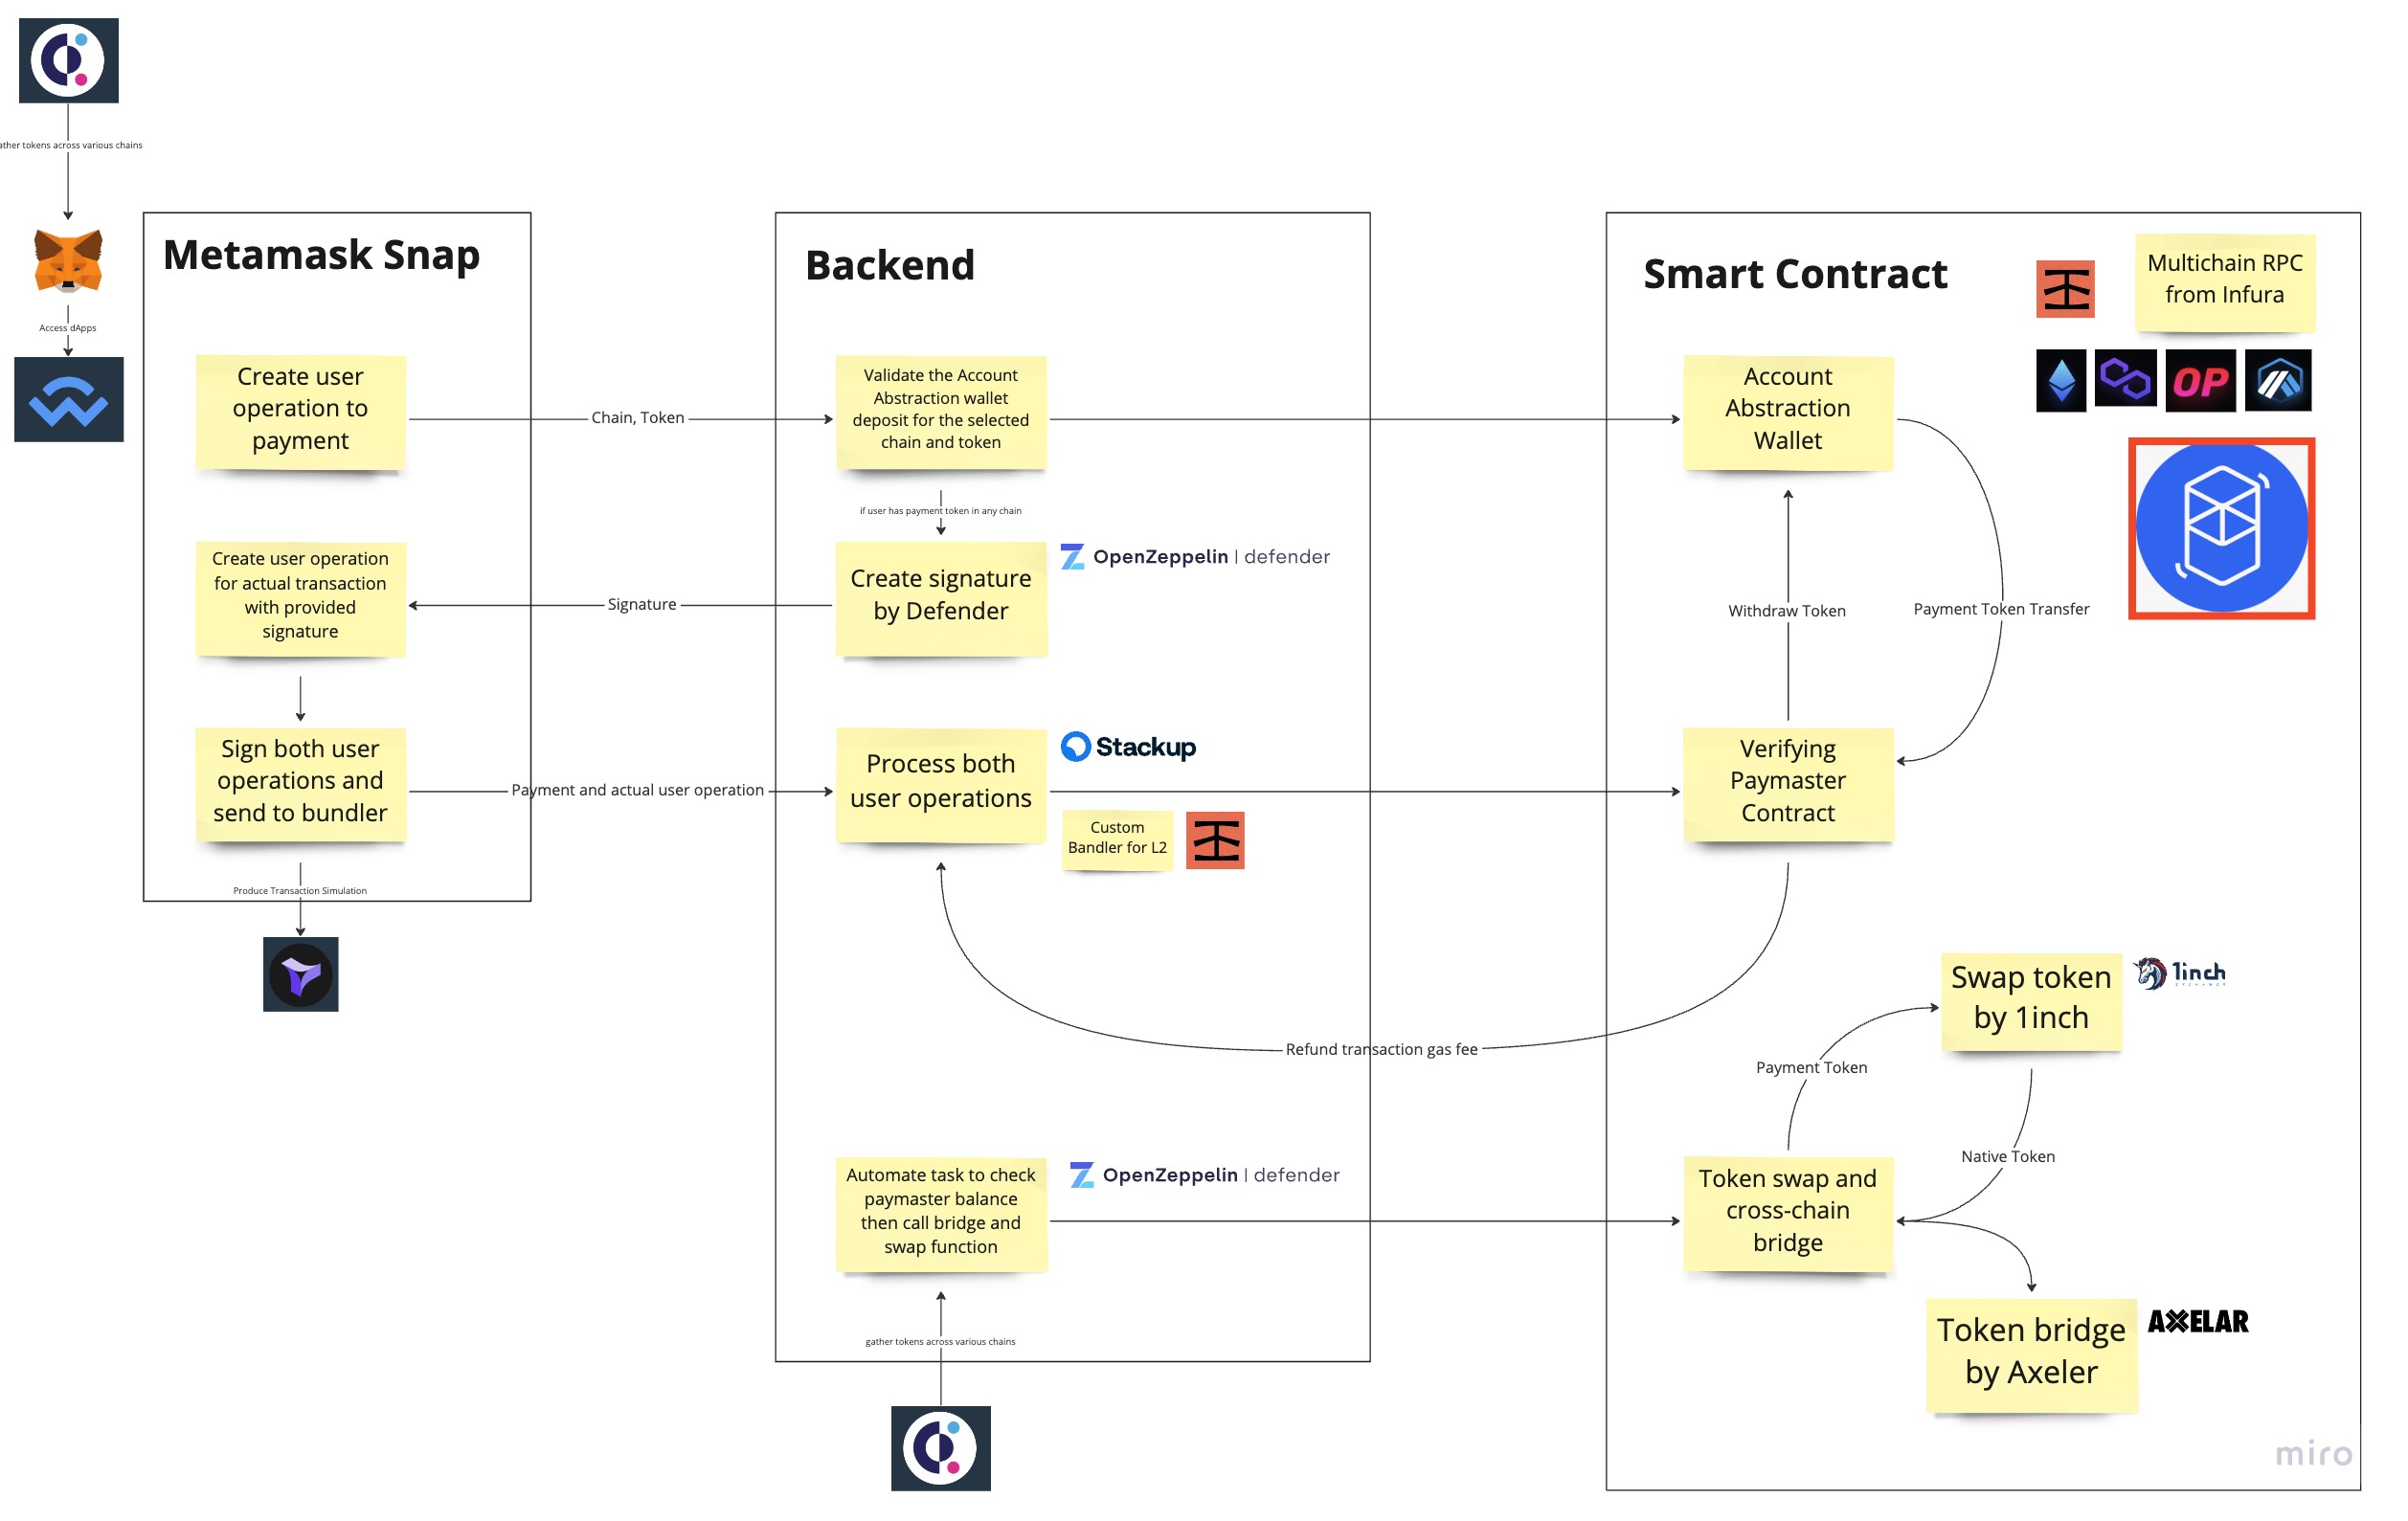 ather tokens across various chains
Access dApps
Metamask Snap
Create user
operation to
payment
Chain, Token
Create user operation
for actual transaction
with provided
signature
Signature
Sign both user
operations and
send to bundler
Payment and actual user operation
Produce Transaction Simulation
Backend
Validate the Account
Abstraction wallet
deposit for the selected
chain and token
if user has payment token in any chain
Create signature
by Defender
OpenZeppelin | defender
Process both
user operations
Stackup
Custom
Bandler for L2
Refund transaction gas fee
Automate task to check
paymaster balance
then call bridge and
swap function
OpenZeppelin | defender
gather tokens across various chains
Smart Contract
Multichain RPC
from Infura
OP
Account
Abstraction
Wallet
Withdraw Token
Payment Token Transfer
Verifying
Paymaster
Contract
Swap token
by 1inch
1inch
EXCHANGE
Payment Token
Native Token
Token swap and
cross-chain
bridge
Token bridge
by Axeler
AXELAR
miro